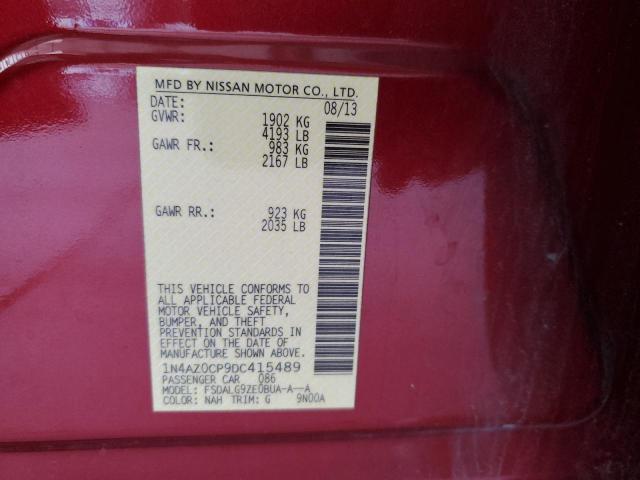 MFD BY NISSAN MOTOR CO., LTD.
DATE: 08/13
GVWR: 1902 KG
4193 LB
GAWR FR.: 983 KG
2167 LB
GAWR RR.: 923 KG
2035 LB
THIS VEHICLE CONFORMS TO
ALL APPLICABLE FEDERAL
MOTOR VEHICLE SAFETY,
BUMPER, AND THEFT
PREVENTION STANDARDS IN
EFFECT ON THE DATE OF
MANUFACTURE SHOWN ABOVE.
1N4AZ0CP9DC415489
PASSENGER CAR 086
MODEL: FSDALG9ZE0BUA-A--A
COLOR: NAH TRIM: G 9N00A